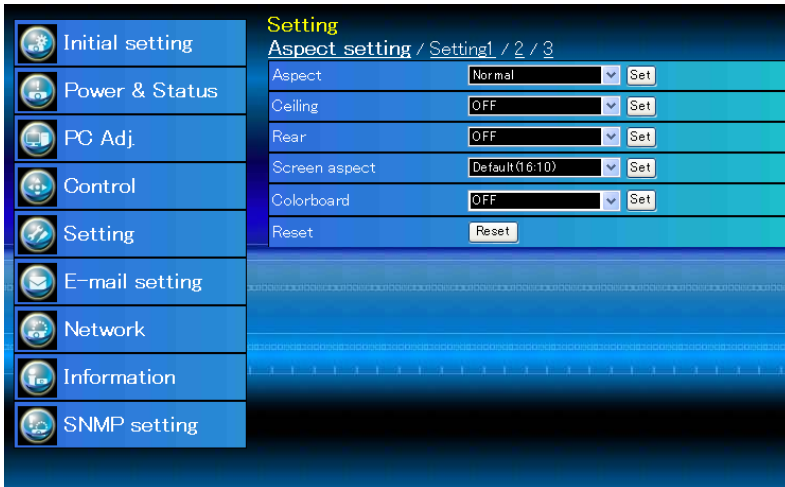 Initial setting
Power & Status
PC Adj.
Control
Setting
E-mail setting
Network
Information
SNMP setting
Setting
Aspect setting / Setting1 / 2 / 3
Aspect Normal Set
Ceiling OFF Set
Rear OFF Set
Screen aspect Default(16:10) Set
Colorboard OFF Set
Reset Reset